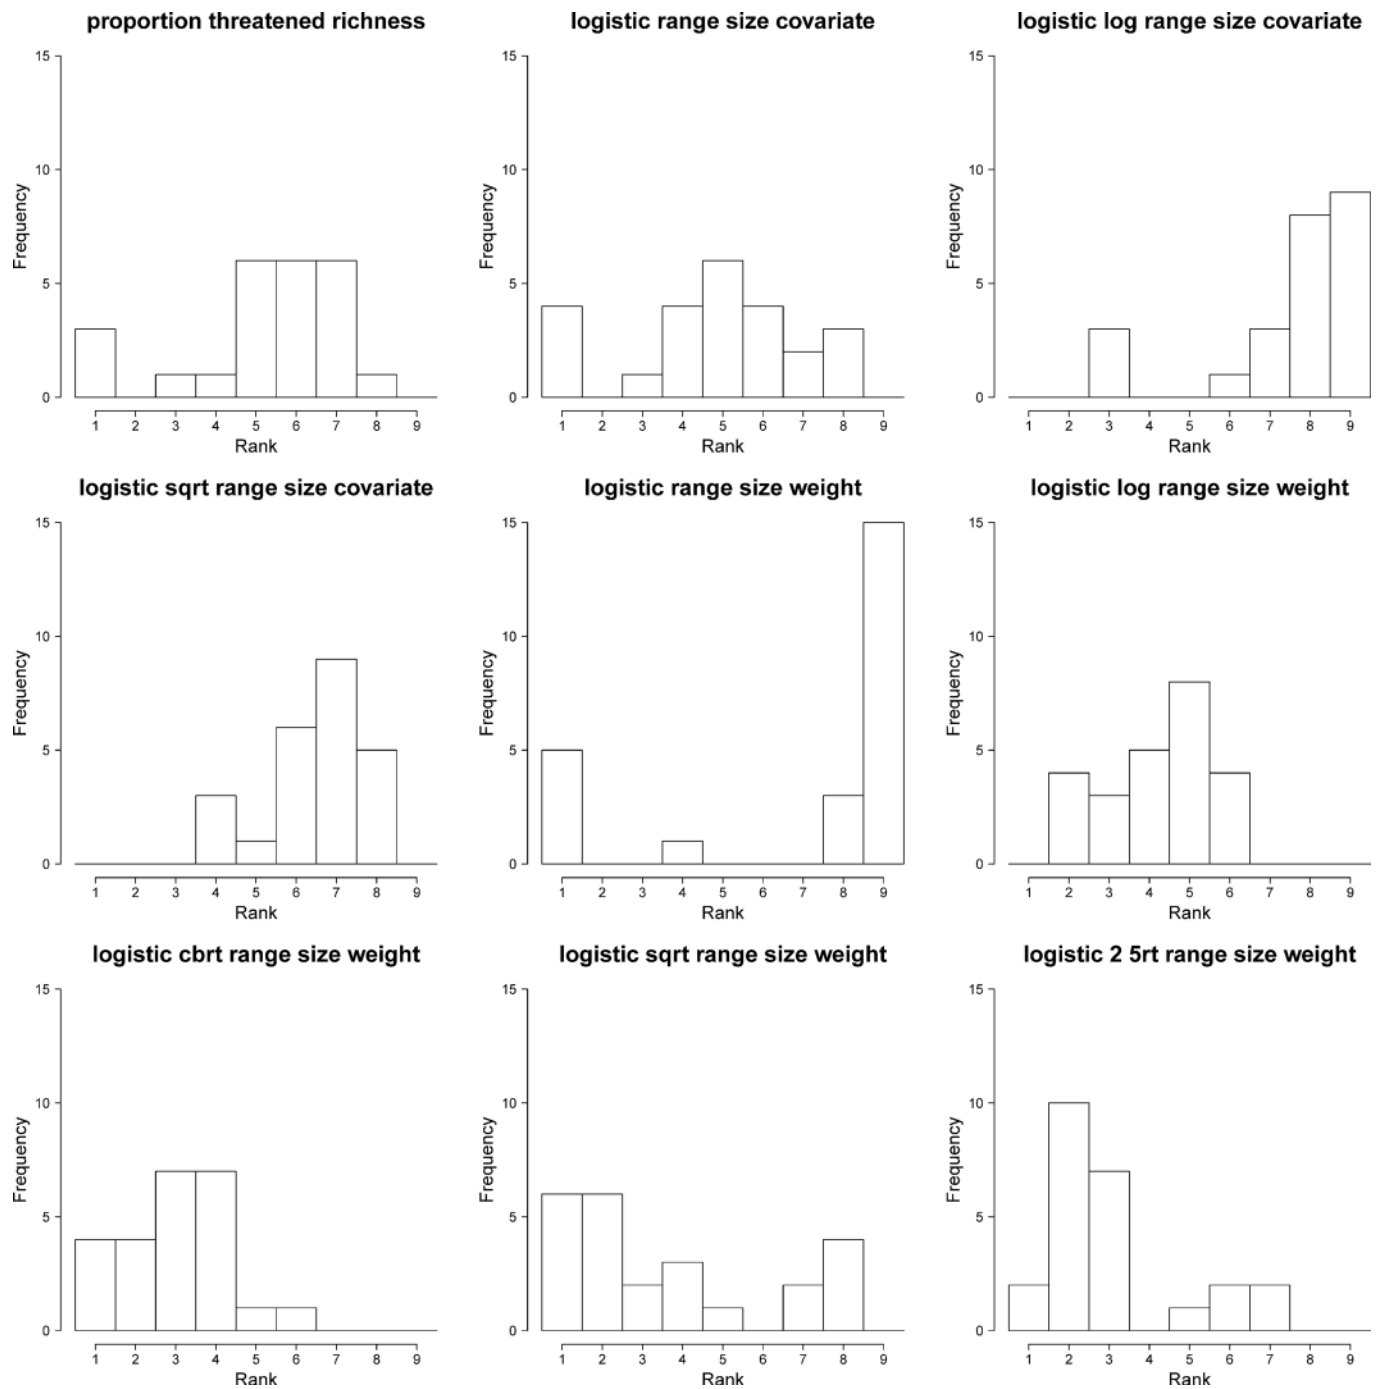 proportion threatened richness
logistic range size covariate
logistic log range size covariate
15
10
5
0
Frequency
1 2 3 4 5 6 7 8 9
Rank
15
10
5
0
Frequency
1 2 3 4 5 6 7 8 9
Rank
15
10
5
0
Frequency
1 2 3 4 5 6 7 8 9
Rank
logistic sqrt range size covariate
logistic range size weight
logistic log range size weight
15
10
5
0
Frequency
1 2 3 4 5 6 7 8 9
Rank
15
10
5
0
Frequency
1 2 3 4 5 6 7 8 9
Rank
15
10
5
0
Frequency
1 2 3 4 5 6 7 8 9
Rank
logistic cbrt range size weight
logistic sqrt range size weight
logistic 2 5rt range size weight
15
10
5
0
Frequency
1 2 3 4 5 6 7 8 9
Rank
15
10
5
0
Frequency
1 2 3 4 5 6 7 8 9
Rank
15
10
5
0
Frequency
1 2 3 4 5 6 7 8 9
Rank